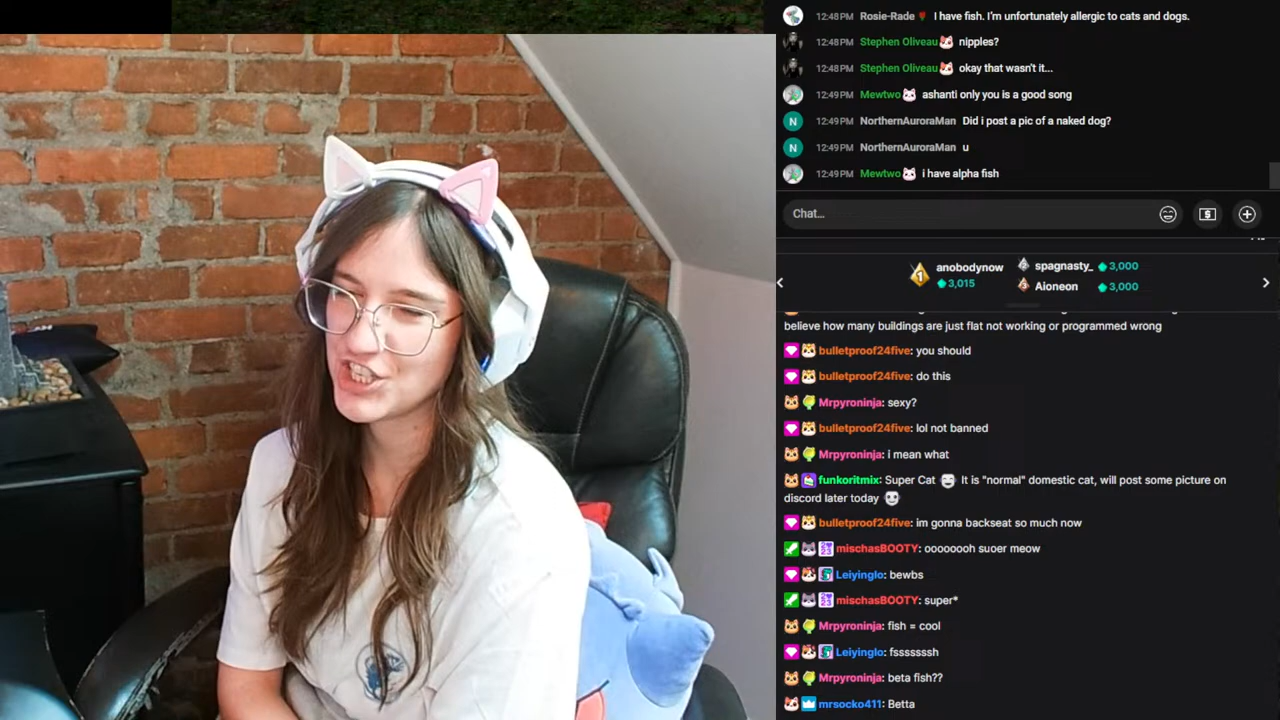 12:48PM Rosie-Rade I have fish. I'm unfortunately allergic to cats and dogs.
12:48PM Stephen Oliveau nipples?
12:48PM Stephen Oliveau okay that wasn't it...
12:49PM Mewtwo ashanti only you is a good song
N 12:49PM NorthernAuroraMan Did i post a pic of a naked dog?
N 12:49PM NorthernAuroraMan u
12:49PM Mewtwo i have alpha fish
Chat...
1 anobodynow 3,015
spagnasty_ 3,000
Aioneon 3,000
believe how many buildings are just flat not working or programmed wrong
bulletproof24five: you should
bulletproof24five: do this
Mrpyroninja: sexy?
bulletproof24five: lol not banned
Mrpyroninja: i mean what
funkoritmix: Super Cat It is "normal" domestic cat, will post some picture on
discord later today
bulletproof24five: im gonna backseat so much now
mischasBOOTY: oooooooh suoer meow
Leiyinglo: bewbs
mischasBOOTY: super*
Mrpyroninja: fish = cool
Leiyinglo: fsssssssh
Mrpyroninja: beta fish??
mrsocko411: Betta